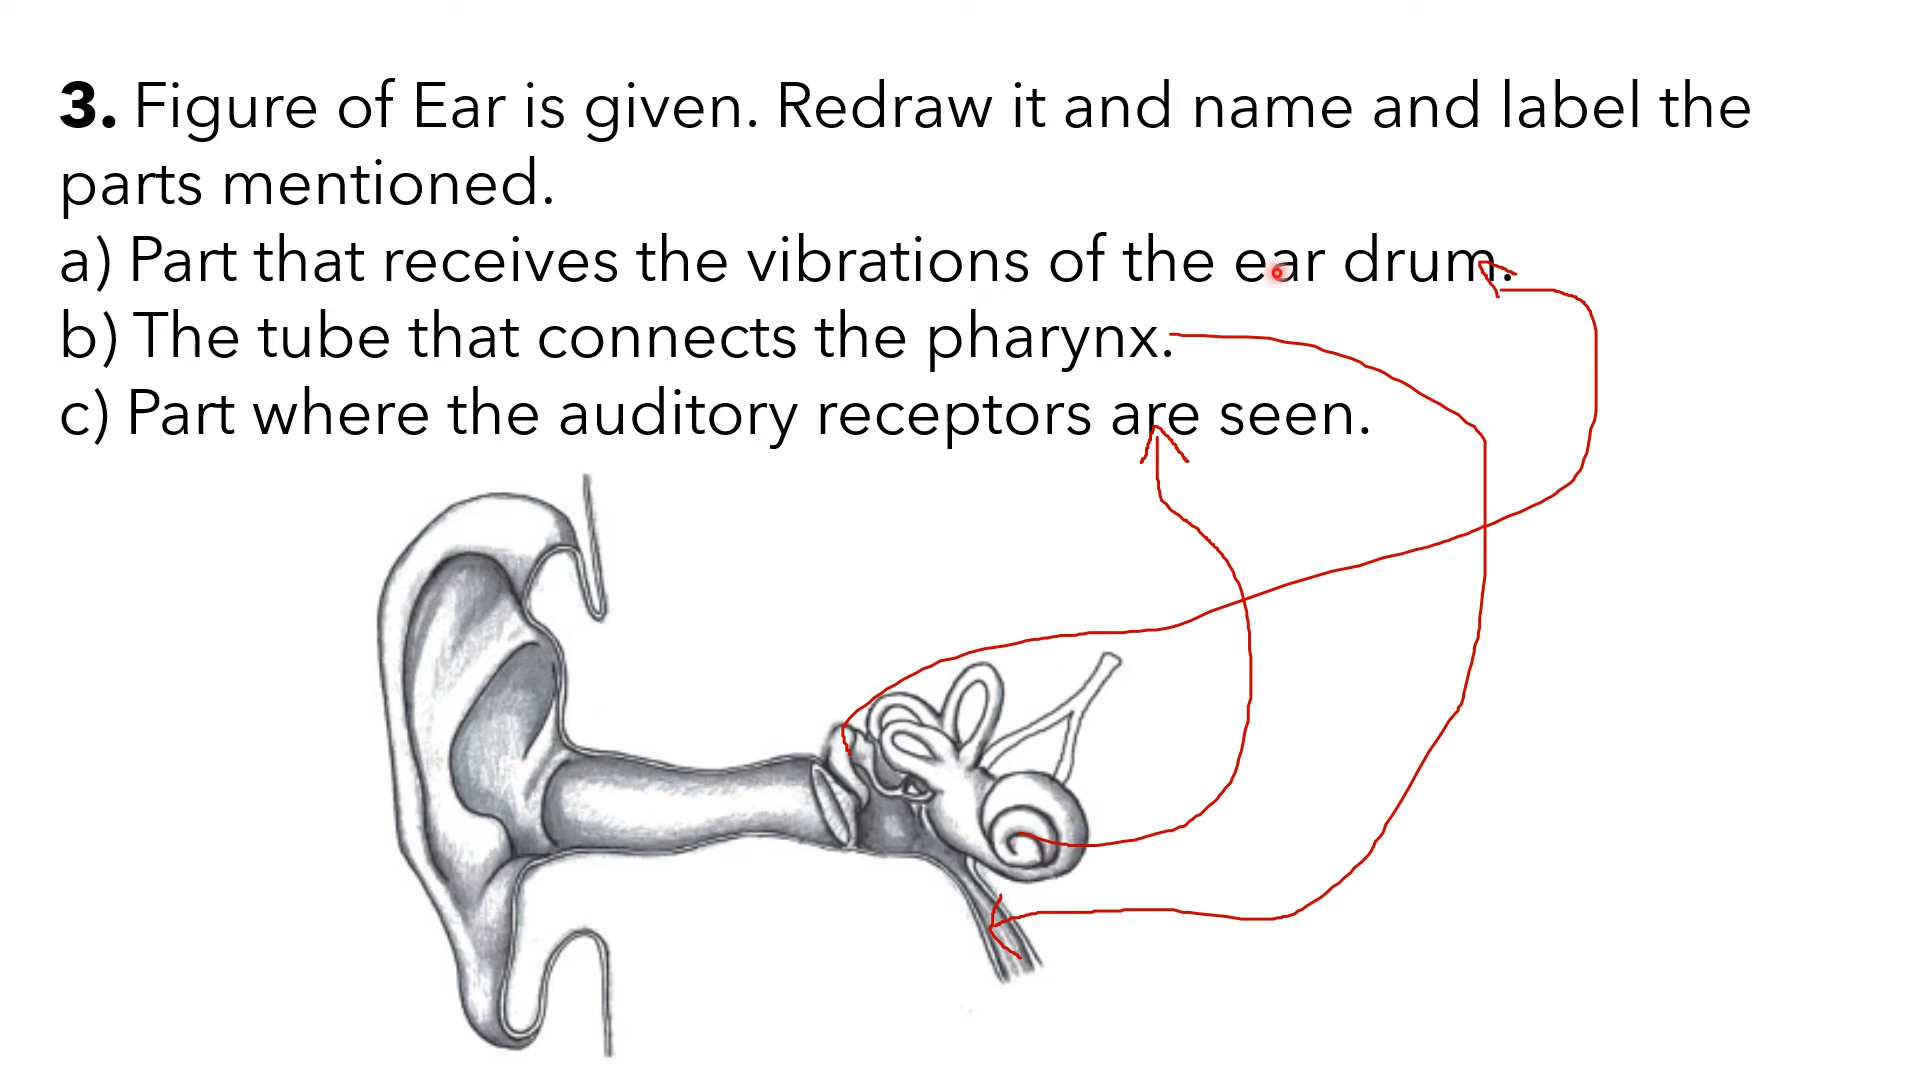 3. Figure of Ear is given. Redraw it and name and label the
parts mentioned.
a) Part that receives the vibrations of the ear drum.
b) The tube that connects the pharynx.
c) Part where the auditory receptors are seen.